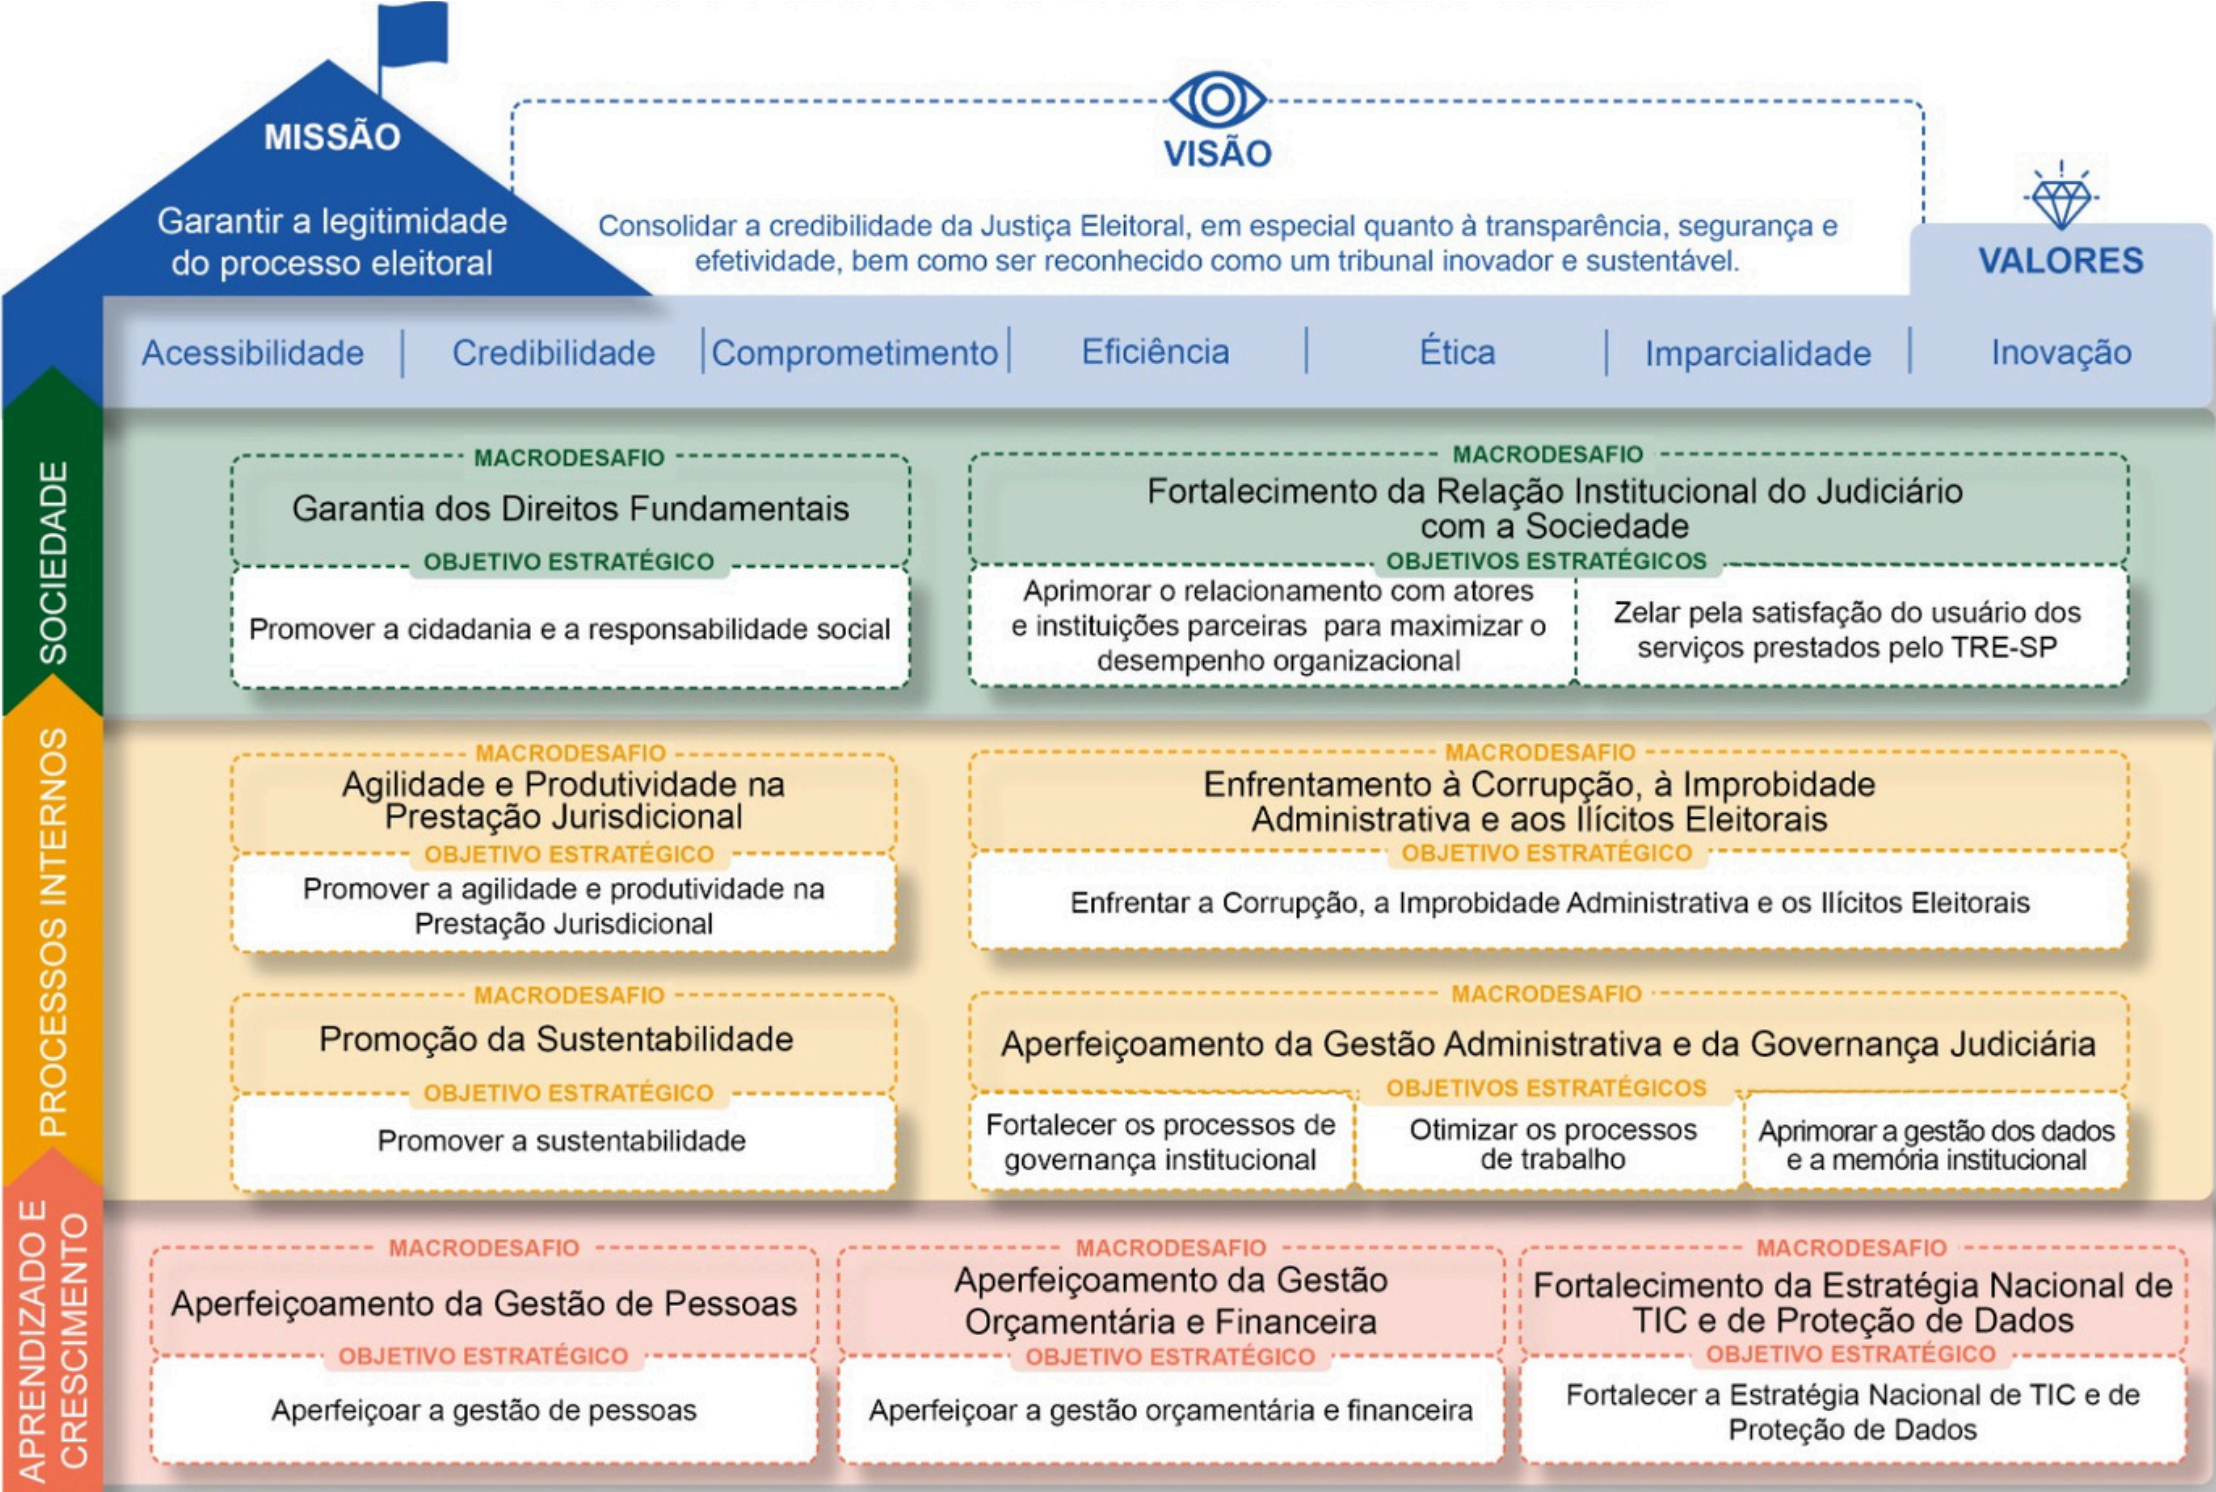 MISSÃO
Garantir a legitimidade
do processo eleitoral
VISÃO
Consolidar a credibilidade da Justiça Eleitoral, em especial quanto à transparência, segurança e
efetividade, bem como ser reconhecido como um tribunal inovador e sustentável.
VALORES
Acessibilidade
Credibilidade
Comprometimento
Eficiência
Ética
Imparcialidade
Inovação
SOCIEDADE
MACRODESAFIO
Garantia dos Direitos Fundamentais
OBJETIVO ESTRATÉGICO
Promover a cidadania e a responsabilidade social
MACRODESAFIO
Fortalecimento da Relação Institucional do Judiciário
com a Sociedade
OBJETIVOS ESTRATÉGICOS
Aprimorar o relacionamento com atores
e instituições parceiras para maximizar o
desempenho organizacional
Zelar pela satisfação do usuário dos
serviços prestados pelo TRE-SP
PROCESSOS INTERNOS
MACRODESAFIO
Agilidade e Produtividade na
Prestação Jurisdicional
OBJETIVO ESTRATÉGICO
Promover a agilidade e produtividade na
Prestação Jurisdicional
MACRODESAFIO
Enfrentamento à Corrupção, à Improbidade
Administrativa e aos Ilícitos Eleitorais
OBJETIVO ESTRATÉGICO
Enfrentar a Corrupção, a Improbidade Administrativa e os Ilícitos Eleitorais
MACRODESAFIO
Promoção da Sustentabilidade
OBJETIVO ESTRATÉGICO
Promover a sustentabilidade
MACRODESAFIO
Aperfeiçoamento da Gestão Administrativa e da Governança Judiciária
OBJETIVOS ESTRATÉGICOS
Fortalecer os processos de
governança institucional
Otimizar os processos
de trabalho
Aprimorar a gestão dos dados
e a memória institucional
APRENDIZADO E
CRESCIMENTO
MACRODESAFIO
Aperfeiçoamento da Gestão de Pessoas
OBJETIVO ESTRATÉGICO
Aperfeiçoar a gestão de pessoas
MACRODESAFIO
Aperfeiçoamento da Gestão
Orçamentária e Financeira
OBJETIVO ESTRATÉGICO
Aperfeiçoar a gestão orçamentária e financeira
MACRODESAFIO
Fortalecimento da Estratégia Nacional de
TIC e de Proteção de Dados
OBJETIVO ESTRATÉGICO
Fortalecer a Estratégia Nacional de TIC e de
Proteção de Dados